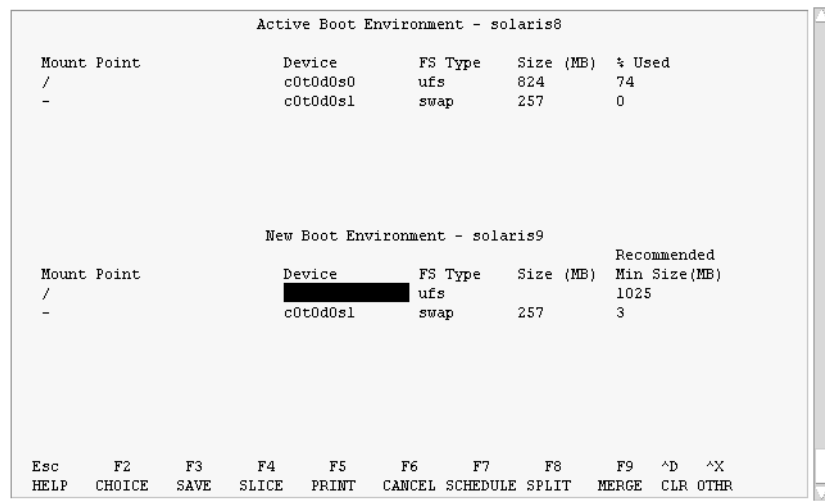 Active Boot Environment - solaris8
Mount Point Device FS Type Size (MB) % Used
/ c0t0d0s0 ufs 824 74
- c0t0d0s1 swap 257 0
New Boot Environment - solaris9
Recommended
Mount Point Device FS Type Size (MB) Min Size(MB)
/ ufs 1025
- c0t0d0s1 swap 257 3
Esc F2 F3 F4 F5 F6 F7 F8 F9 ^D ^X
HELP CHOICE SAVE SLICE PRINT CANCEL SCHEDULE SPLIT MERGE CLR OTHR